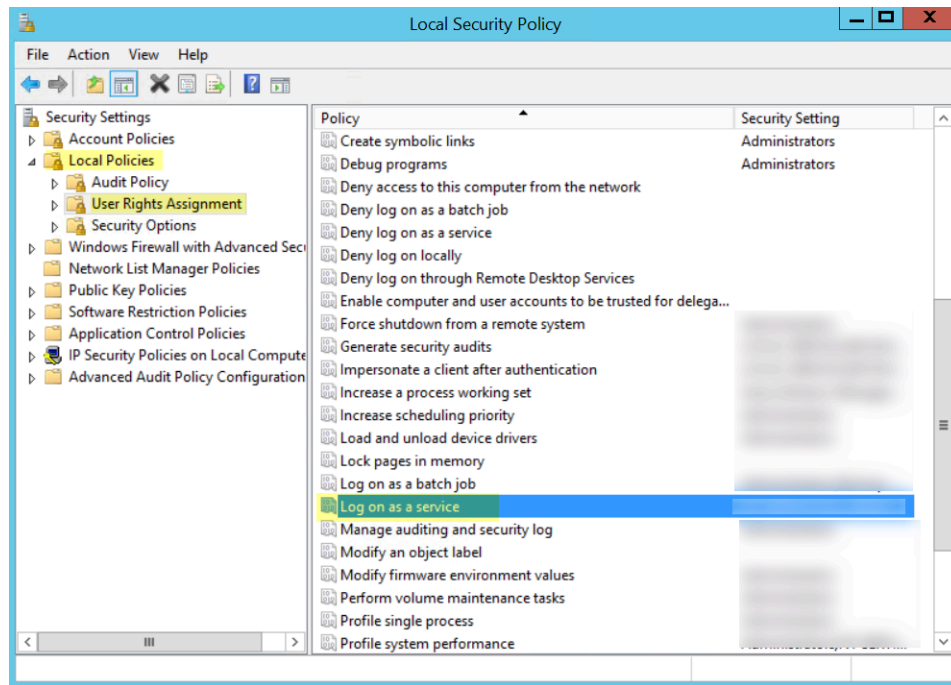 Local Security Policy
File Action View Help
Security Settings
Account Policies
Local Policies
Audit Policy
User Rights Assignment
Security Options
Windows Firewall with Advanced Secu
Network List Manager Policies
Public Key Policies
Software Restriction Policies
Application Control Policies
IP Security Policies on Local Compute
Advanced Audit Policy Configuration
Policy Security Setting
Create symbolic links Administrators
Debug programs Administrators
Deny access to this computer from the network
Deny log on as a batch job
Deny log on as a service
Deny log on locally
Deny log on through Remote Desktop Services
Enable computer and user accounts to be trusted for delega...
Force shutdown from a remote system
Generate security audits
Impersonate a client after authentication
Increase a process working set
Increase scheduling priority
Load and unload device drivers
Lock pages in memory
Log on as a batch job
Log on as a service
Manage auditing and security log
Modify an object label
Modify firmware environment values
Perform volume maintenance tasks
Profile single process
Profile system performance